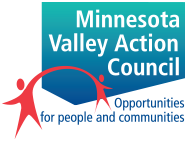 Minnesota
Valley Action
Council
Opportunities
for people and communities